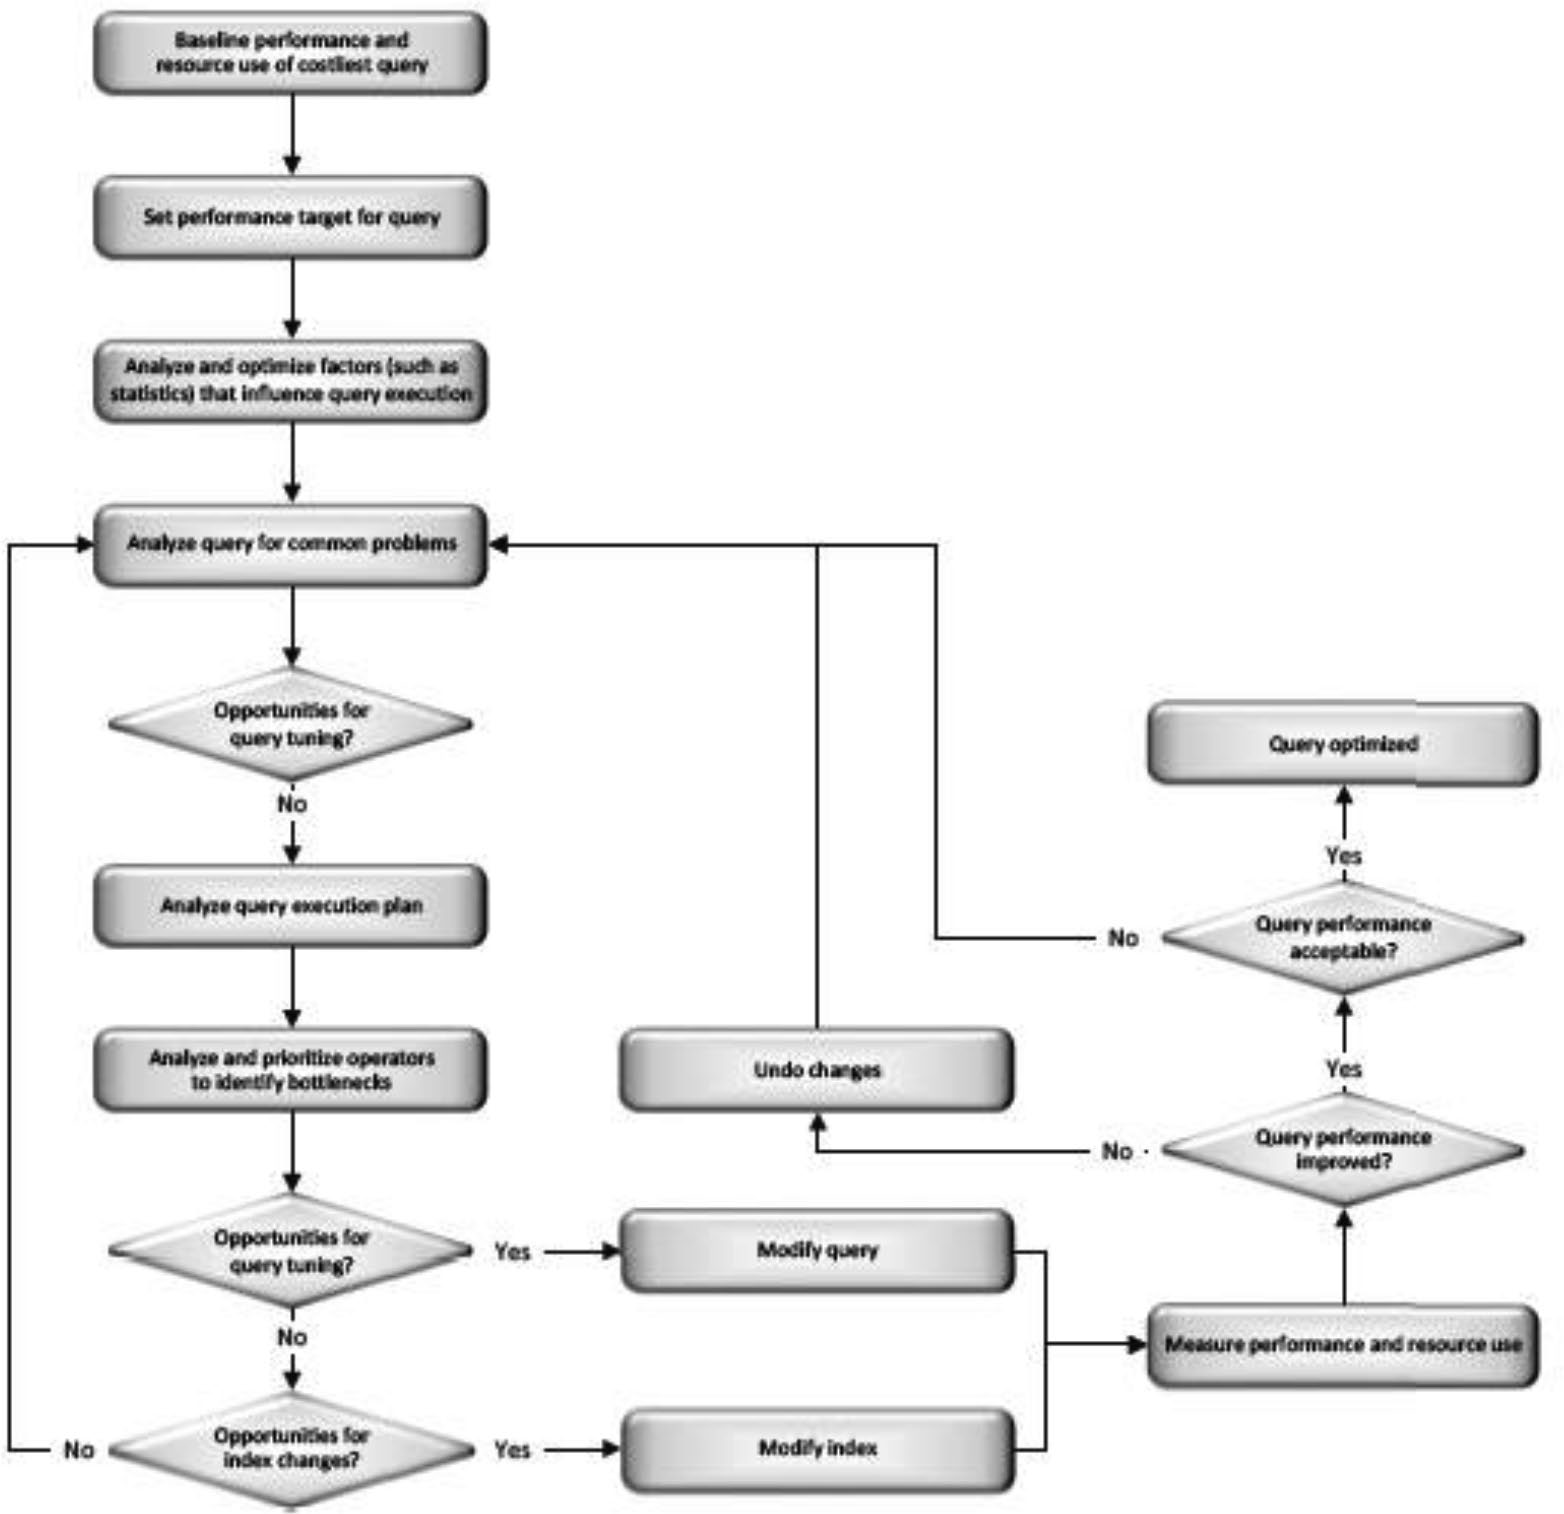 Baseline performance and
resource use of costliest query
Set performance target for query
Analyze and optimize factors (such as
statistics) that influence query execution
Analyze query for common problems
Opportunities for
query tuning?
No
Analyze query execution plan
Analyze and prioritize operators
to identify bottlenecks
Opportunities for
query tuning?
Yes
No
Opportunities for
index changes?
No
Yes
Undo changes
Modify query
Modify index
Query optimized
Yes
Query performance
acceptable?
No
Yes
Query performance
improved?
No
Measure performance and resource use